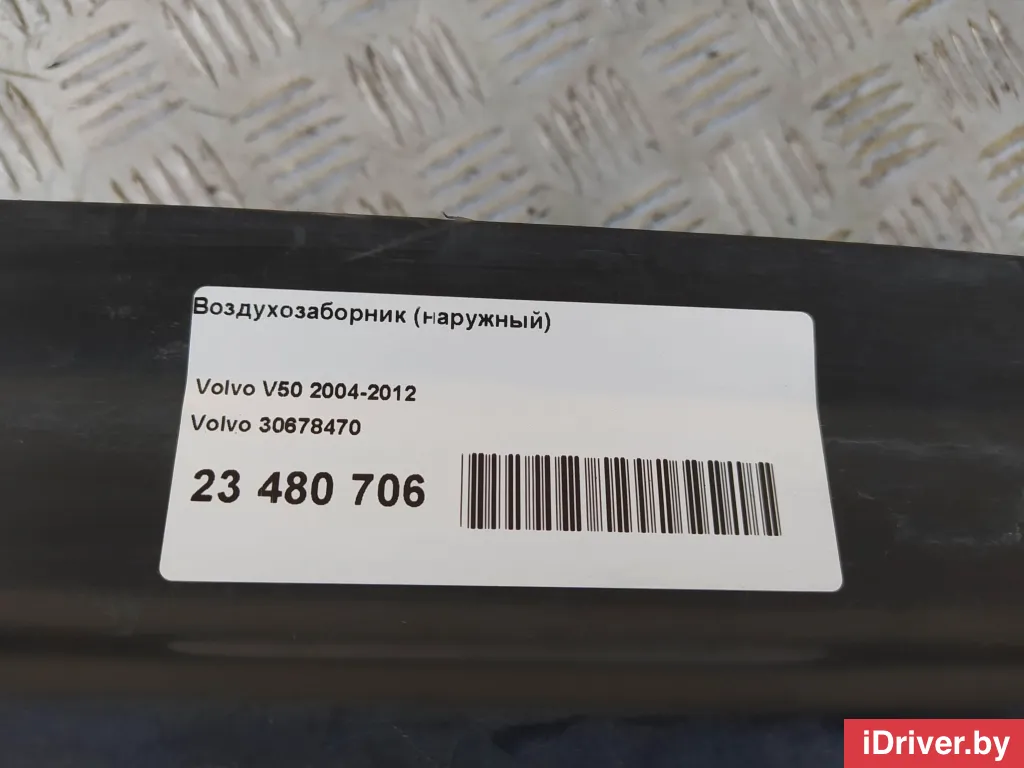 Воздухозаборник (наружный)
Volvo V50 2004-2012
Volvo 30678470
23 480 706
iDriver.by